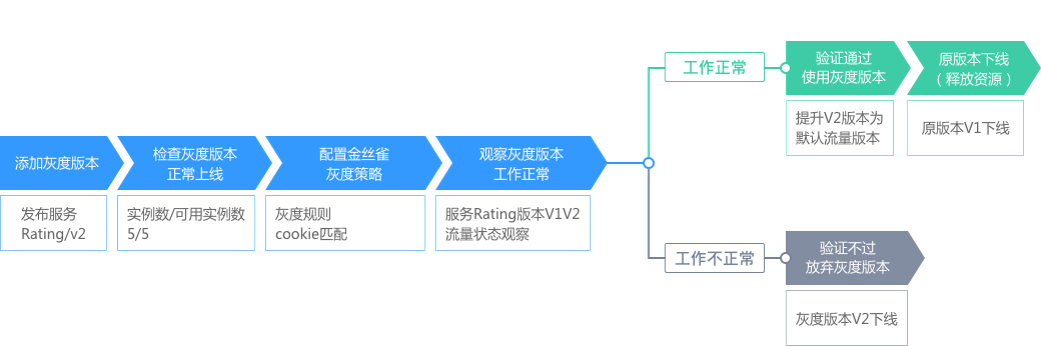 添加灰度版本
发布服务
Rating/v2
检查灰度版本
正常上线
实例数/可用实例数
5/5
配置金丝雀
灰度策略
灰度规则
cookie匹配
观察灰度版本
工作正常
服务Rating版本V1V2
流量状态观察
工作正常
验证通过
使用灰度版本
提升V2版本为
默认流量版本
原版本下线
（释放资源）
原版本V1下线
工作不正常
验证不过
放弃灰度版本
灰度版本V2下线